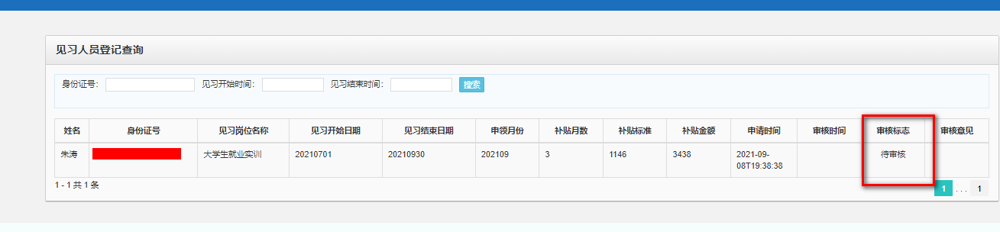 见习人员登记查询
身份证号： 见习开始时间： 见习结束时间： 搜索
姓名 身份证号 见习岗位名称 见习开始日期 见习结束日期 申领月份 补贴月数 补贴标准 补贴金额 申请时间 审核时间 审核标志 审核意见
朱涛 大学生就业实训 20210701 20210930 202109 3 1146 3438 2021-09-08T19:38:38 待审核
1 - 1 共 1 条
1 ... 1